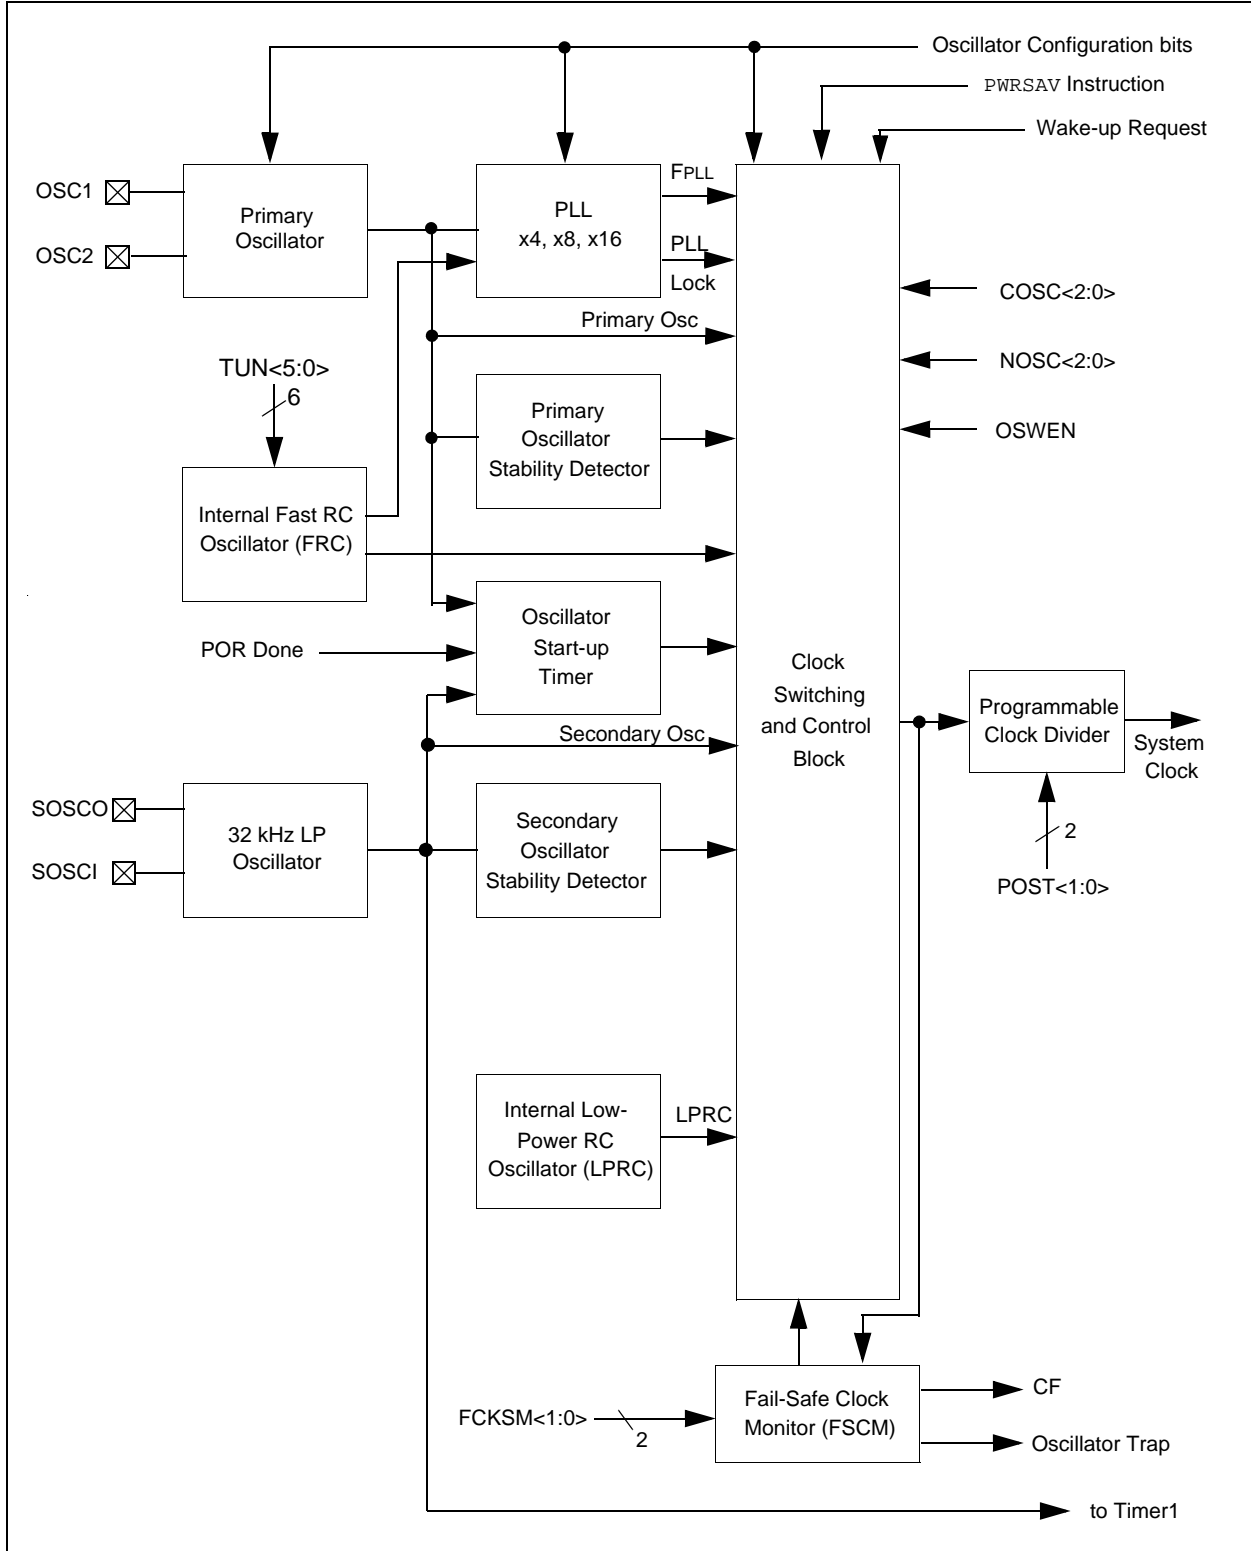 Oscillator Configuration bits
PWRSAV Instruction
Wake-up Request
OSC1
OSC2
Primary
Oscillator
PLL
x4, x8, x16
FPLL
PLL
Lock
COSC<2:0>
Primary Osc
NOSC<2:0>
TUN<5:0>
6
Primary
Oscillator
Stability Detector
OSWEN
Internal Fast RC
Oscillator (FRC)
Oscillator
Start-up
Timer
POR Done
Clock
Switching
and Control
Block
Programmable
Clock Divider
System
Clock
Secondary Osc
SOSCO
SOSCI
32 kHz LP
Oscillator
Secondary
Oscillator
Stability Detector
2
POST<1:0>
Internal Low-
Power RC
Oscillator (LPRC)
LPRC
FCKSM<1:0>
2
Fail-Safe Clock
Monitor (FSCM)
CF
Oscillator Trap
to Timer1